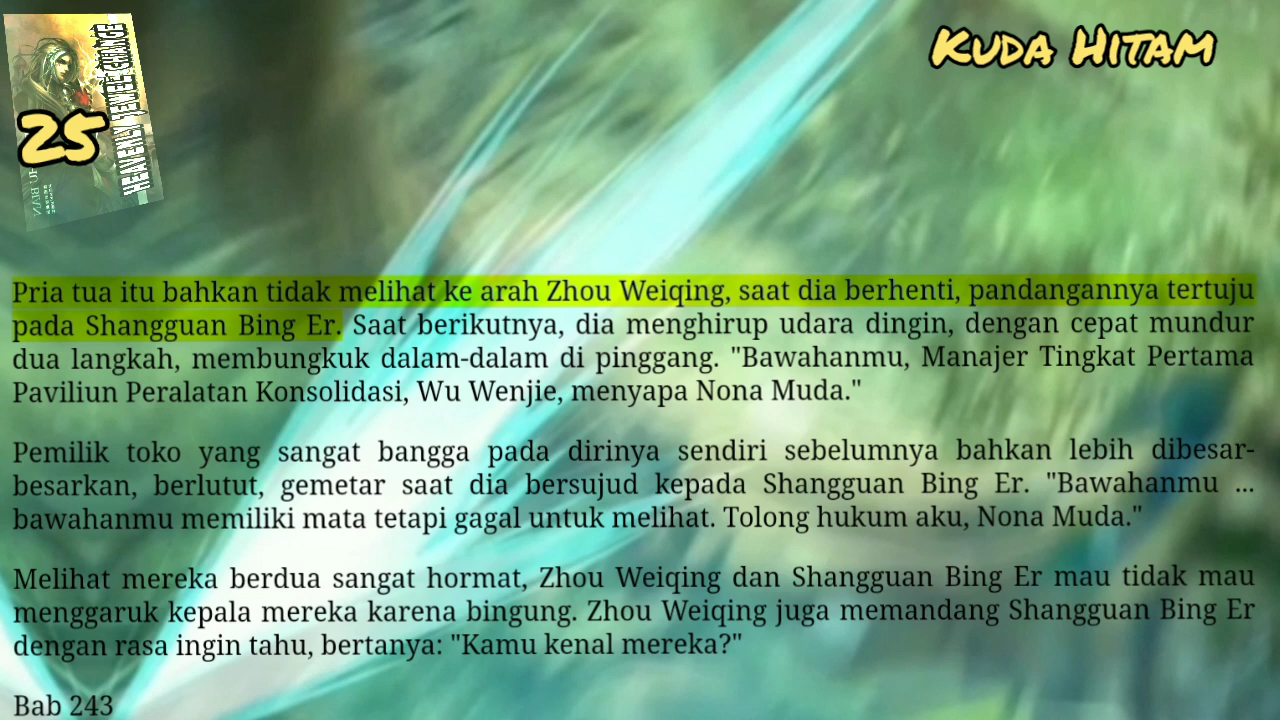 Kuda Hitam
HEAVENLY JEWEL CHANGE
25
Pria tua itu bahkan tidak melihat ke arah Zhou Weiqing, saat dia berhenti, pandangannya tertuju
pada Shangguan Bing Er. Saat berikutnya, dia menghirup udara dingin, dengan cepat mundur
dua langkah, membungkuk dalam-dalam di pinggang. "Bawahanmu, Manajer Tingkat Pertama
Paviliun Peralatan Konsolidasi, Wu Wenjie, menyapa Nona Muda."
Pemilik toko yang sangat bangga pada dirinya sendiri sebelumnya bahkan lebih dibesar-
besarkan, berlutut, gemetar saat dia bersujud kepada Shangguan Bing Er. "Bawahanmu ...
bawahanmu memiliki mata tetapi gagal untuk melihat. Tolong hukum aku, Nona Muda."
Melihat mereka berdua sangat hormat, Zhou Weiqing dan Shangguan Bing Er mau tidak mau
menggaruk kepala mereka karena bingung. Zhou Weiqing juga memandang Shangguan Bing Er
dengan rasa ingin tahu, bertanya: "Kamu kenal mereka?"
Bab 243